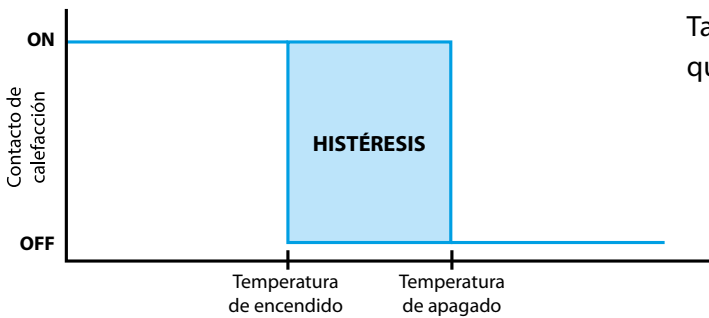 ON
Contacto de
calefacción
HISTÉRESIS
OFF
Temperatura
de encendido
Temperatura
de apagado